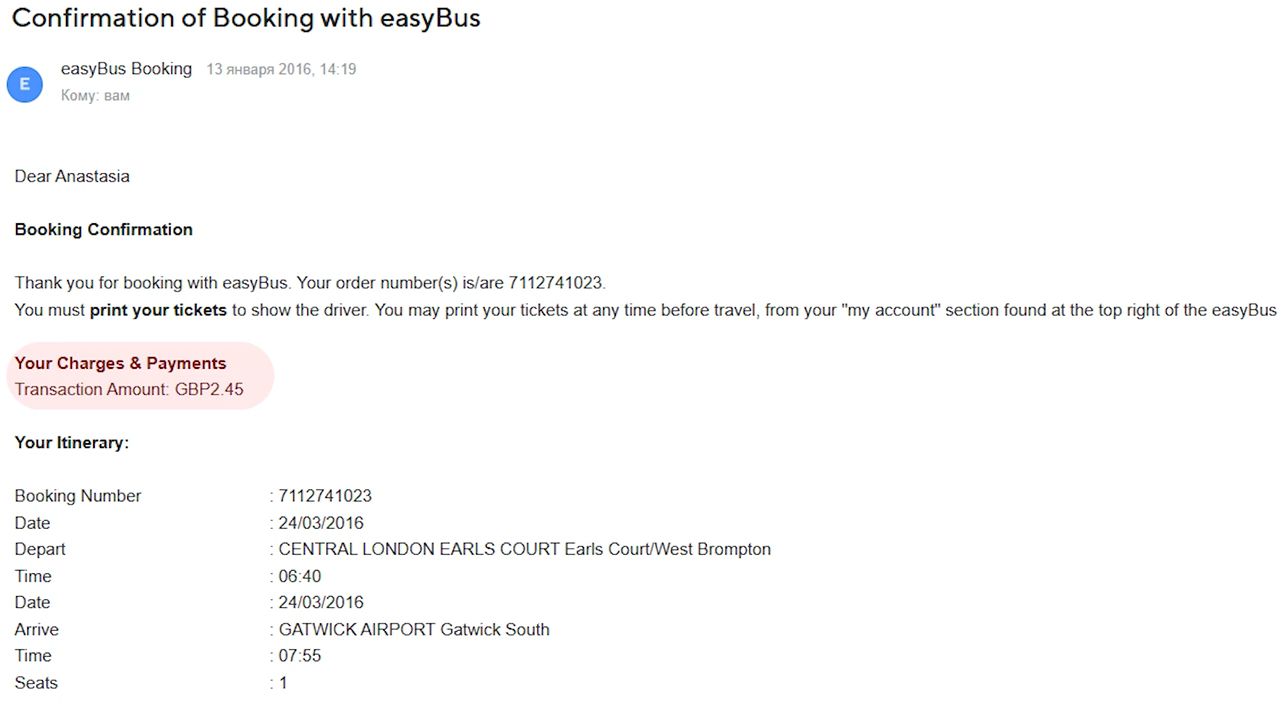 Confirmation of Booking with easyBus
E
easyBus Booking 13 января 2016, 14:19
Кому: вам
Dear Anastasia
Booking Confirmation
Thank you for booking with easyBus. Your order number(s) is/are 7112741023.
You must print your tickets to show the driver. You may print your tickets at any time before travel, from your "my account" section found at the top right of the easyBus
Your Charges & Payments
Transaction Amount: GBP2.45
Your Itinerary:
Booking Number : 7112741023
Date : 24/03/2016
Depart : CENTRAL LONDON EARLS COURT Earls Court/West Brompton
Time : 06:40
Date : 24/03/2016
Arrive : GATWICK AIRPORT Gatwick South
Time : 07:55
Seats : 1